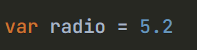 var radio = 5.2